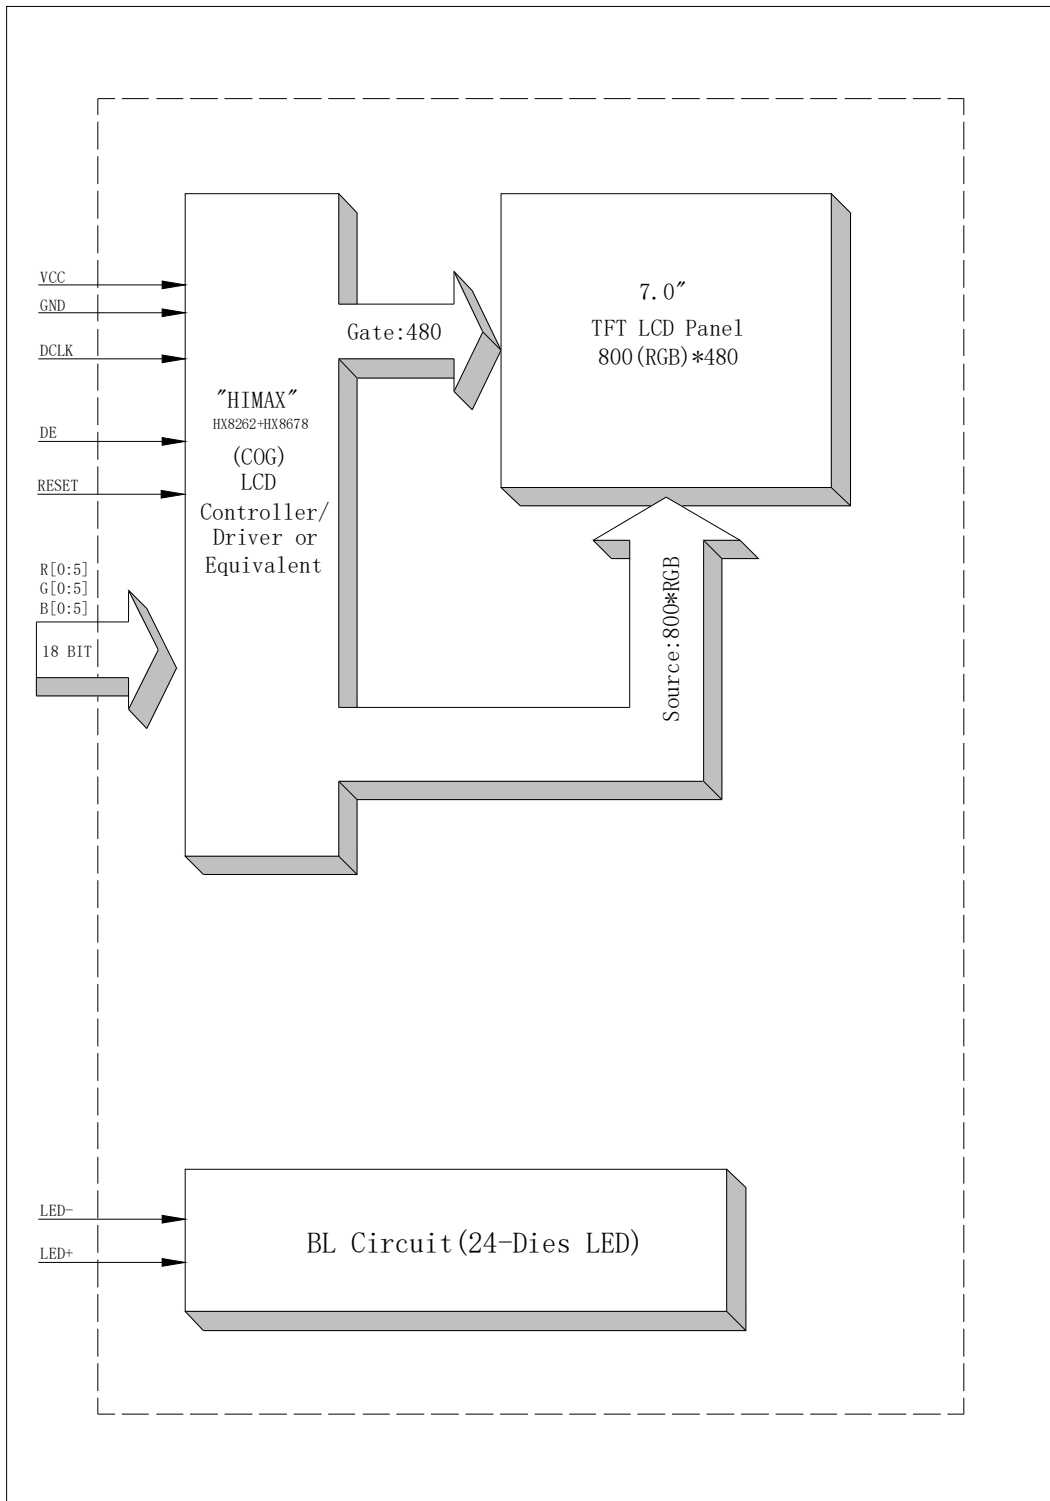 VCC
GND
DCLK
DE
RESET
R[0:5]
G[0:5]
B[0:5]
18 BIT
"HIMAX"
HX8262+HX8678
(COG)
LCD
Controller/
Driver or
Equivalent
Gate:480
7.0"
TFT LCD Panel
800(RGB)*480
Source:800*RGB
LED-
LED+
BL Circuit(24-Dies LED)